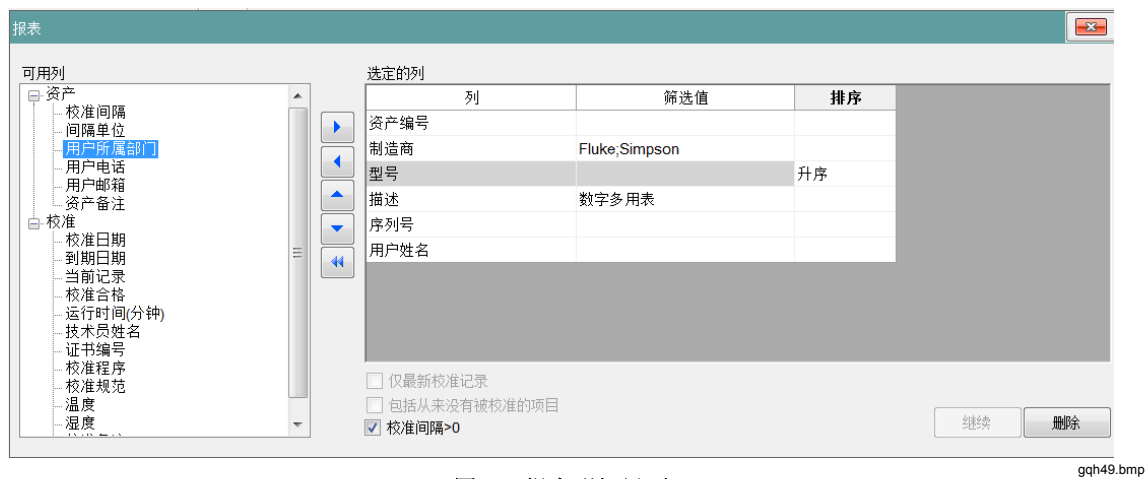 报表
可用列
资产
校准间隔
间隔单位
用户所属部门
用户电话
用户邮箱
资产备注
校准
校准日期
到期日期
当前记录
校准合格
运行时间(分钟)
技术员姓名
证书编号
校准程序
校准规范
温度
湿度
选定的列
列 筛选值 排序
资产编号
制造商 Fluke;Simpson
型号 升序
描述 数字多用表
序列号
用户姓名
仅最新校准记录
包括从来没有被校准的项目
校准间隔>0
继续 删除
gqh49.bmp